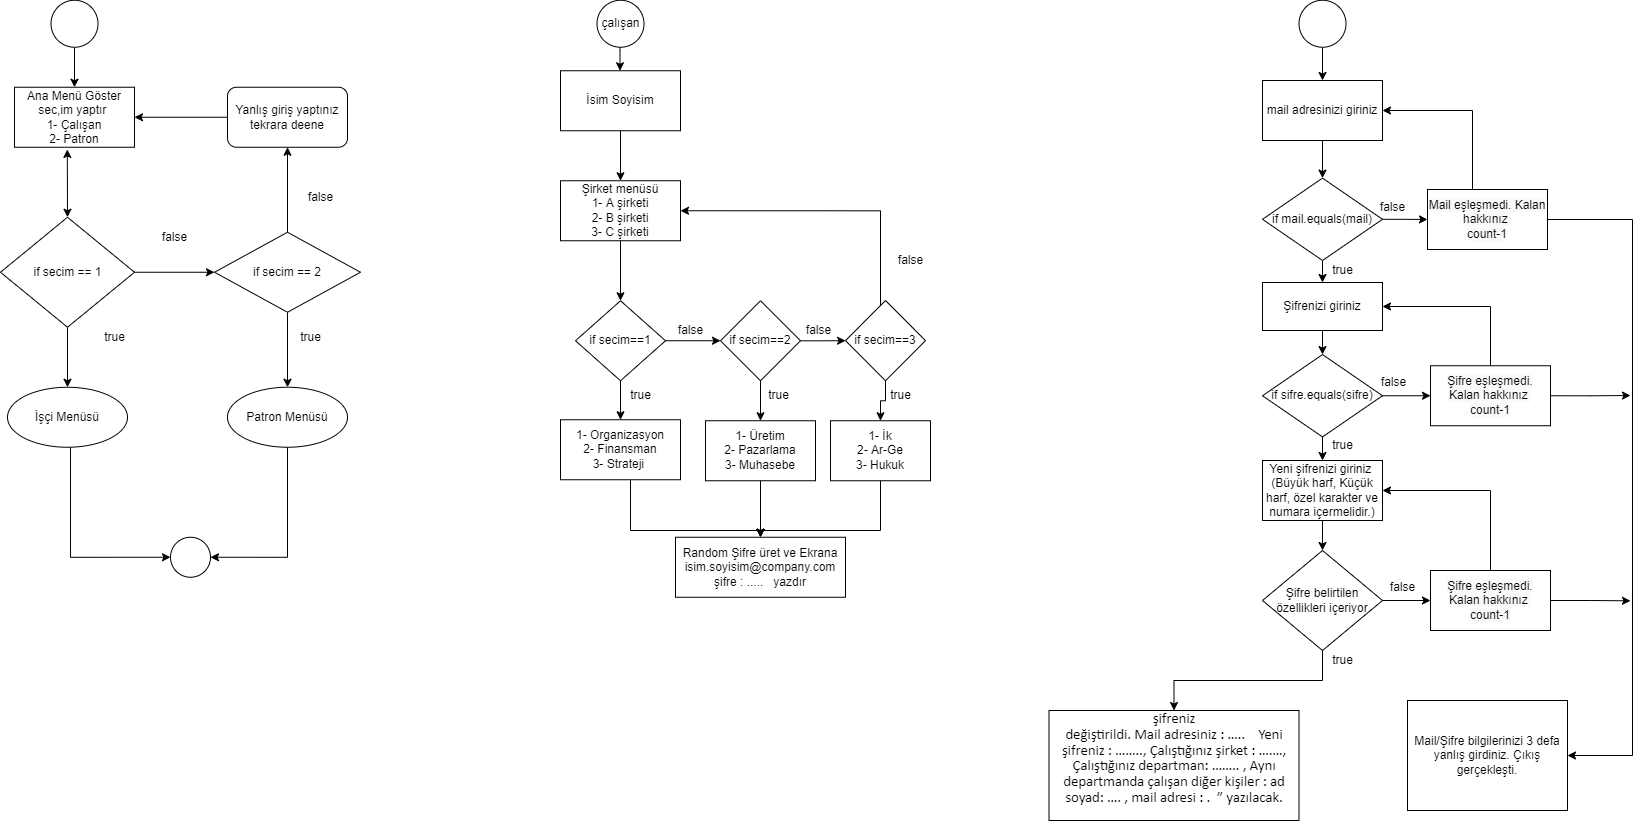 Ana Menü Göster
sec,im yaptır
1- Çalışan
2- Patron
Yanlış giriş yaptınız
tekrara deene
false
false
if secim == 1
if secim == 2
true
true
İşçi Menüsü
Patron Menüsü
çalışan
İsim Soyisim
Şirket menüsü
1- A şirketi
2- B şirketi
3- C şirketi
false
if secim==1
false
if secim==2
false
if secim==3
true
true
true
1- Organizasyon
2- Finansman
3- Strateji
1- Üretim
2- Pazarlama
3- Muhasebe
1- İk
2- Ar-Ge
3- Hukuk
Random Şifre üret ve Ekrana
isim.soyisim@company.com
şifre : ..... yazdır
mail adresinizi giriniz
if mail.equals(mail)
false
Mail eşleşmedi. Kalan
hakkınız
count-1
true
Şifrenizi giriniz
if sifre.equals(sifre)
false
Şifre eşleşmedi.
Kalan hakkınız
count-1
true
Yeni şifrenizi giriniz
(Büyük harf, Küçük
harf, özel karakter ve
numara içermelidir.)
Şifre belirtilen
özellikleri içeriyor
false
Şifre eşleşmedi.
Kalan hakkınız
count-1
true
şifreniz
değiştirildi. Mail adresiniz : ..... Yeni
şifreniz : ........, Çalıştığınız şirket : .......,
Çalıştığınız departman: ........ , Aynı
departmanda çalışan diğer kişiler : ad
soyad: .... , mail adresi : . ” yazılacak.
Mail/Şifre bilgilerinizi 3 defa
yanlış girdiniz. Çıkış
gerçekleşti.